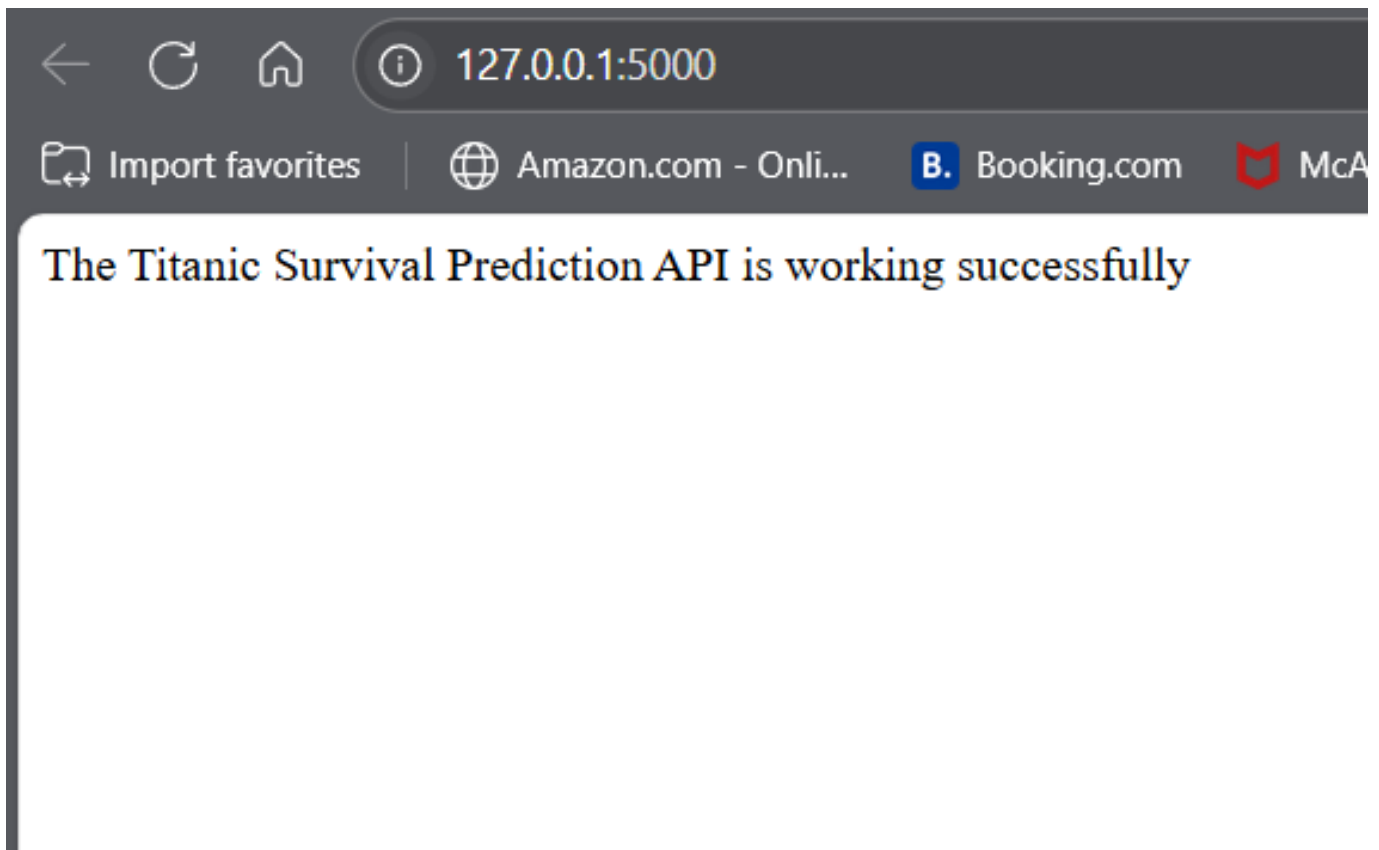 127.0.0.1:5000
Import favorites Amazon.com - Onli... B. Booking.com McA
The Titanic Survival Prediction API is working successfully